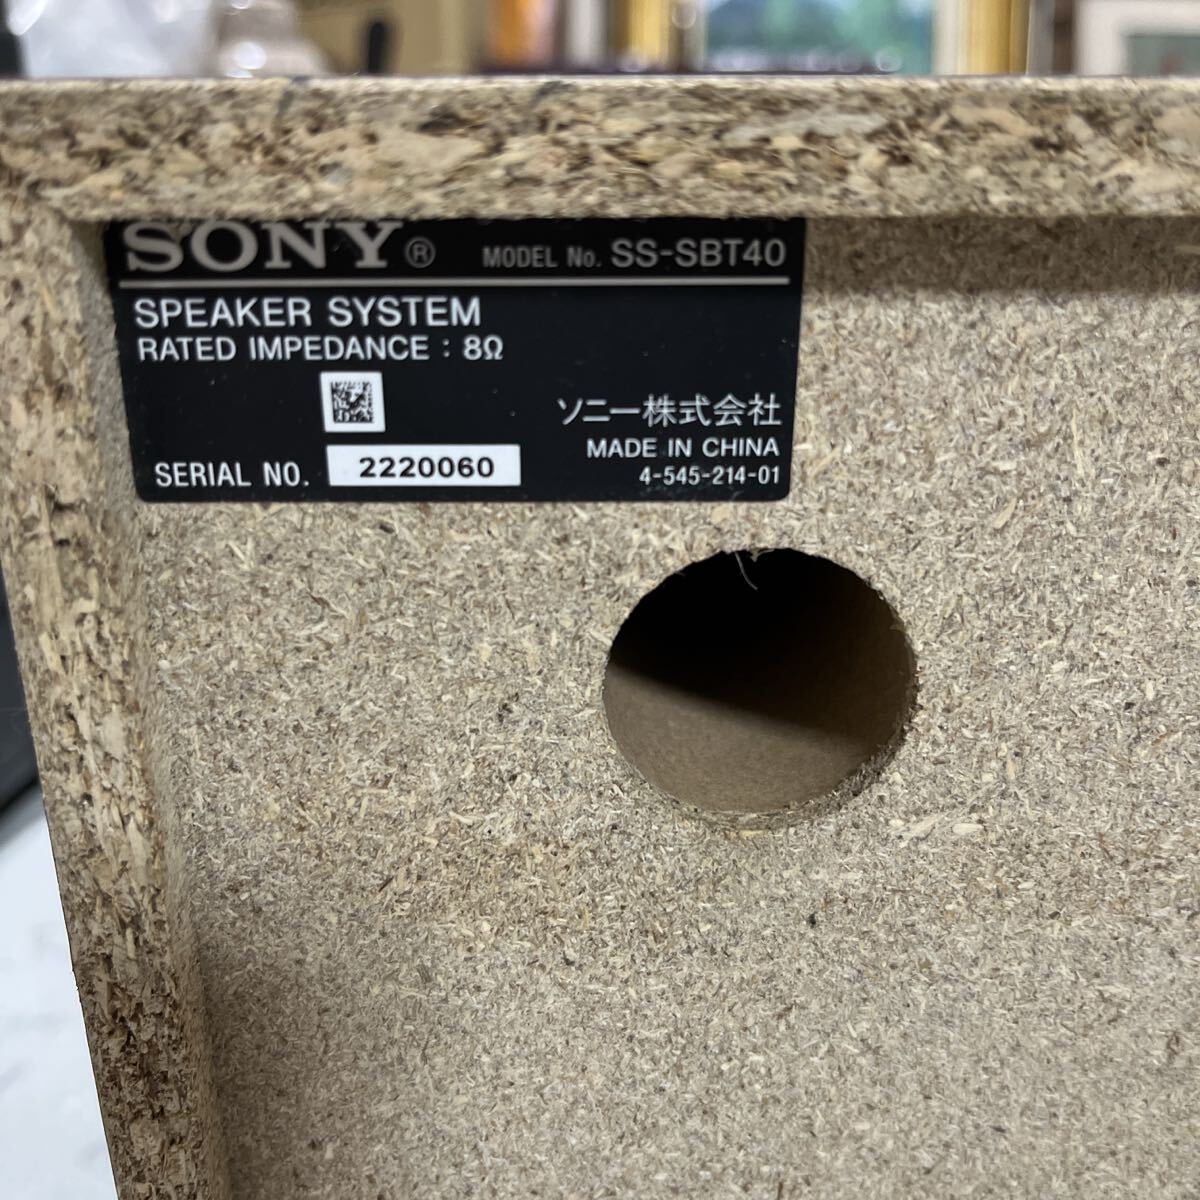 SONY® MODEL No. SS-SBT40
SPEAKER SYSTEM
RATED IMPEDANCE : 8Ω
ソニー株式会社
MADE IN CHINA
SERIAL NO. 2220060
4-545-214-01